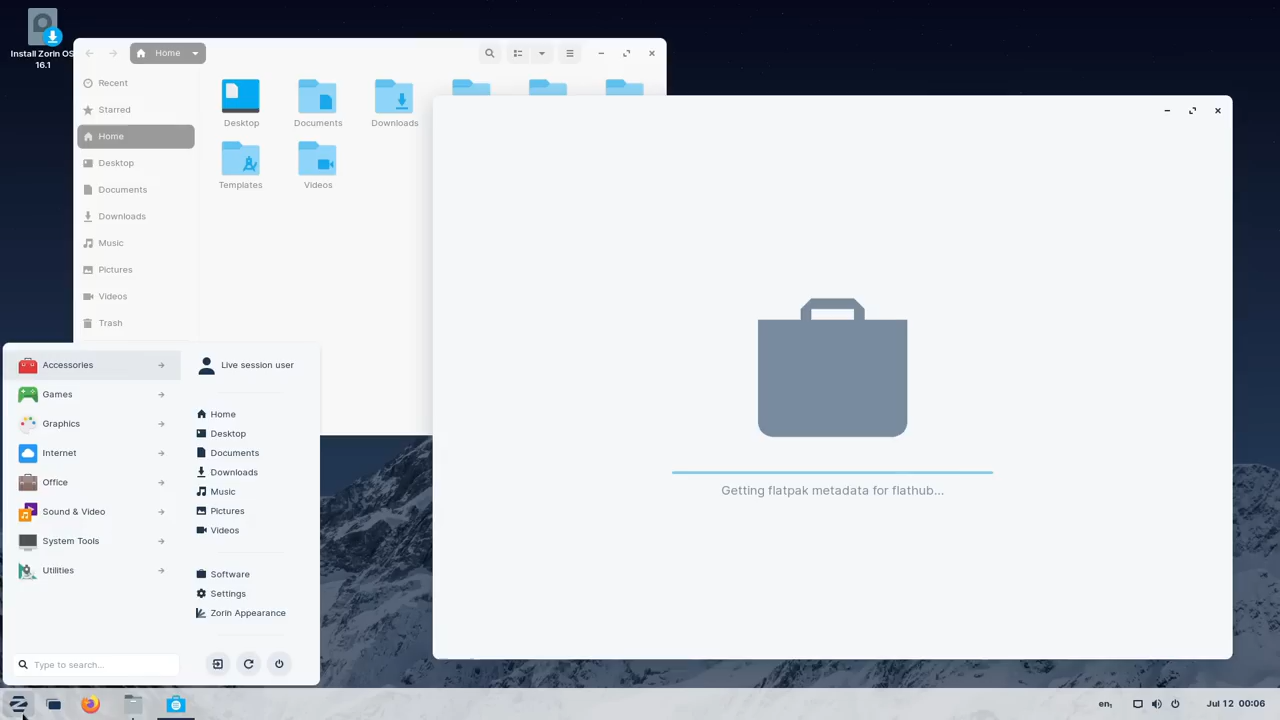 Install Zorin OS
16.1
Home
Recent
Starred
Home
Desktop
Documents
Downloads
Music
Pictures
Videos
Trash
Desktop
Documents
Downloads
Templates
Videos
Getting flatpak metadata for flathub...
Accessories
Games
Graphics
Internet
Office
Sound & Video
System Tools
Utilities
Type to search...
Live session user
Home
Desktop
Documents
Downloads
Music
Pictures
Videos
Software
Settings
Zorin Appearance
en₁
Jul 12 00:06